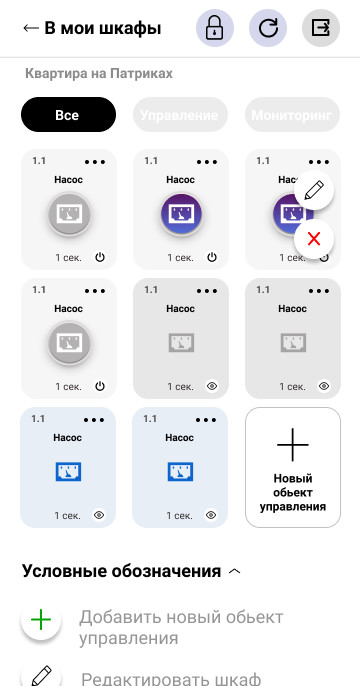 В мои шкафы
Квартира на Патриках
Все
Управление
Мониторинг
1.1
Насос
1 сек.
1.1
Насос
1 сек.
1.1
Насос
1 сек.
1.1
Насос
1 сек.
1.1
Насос
1 сек.
1.1
Насос
1 сек.
1.1
Насос
1 сек.
1.1
Насос
1 сек.
Новый
обьект
управления
Условные обозначения
Добавить новый обьект
управления
Редактировать шкаф